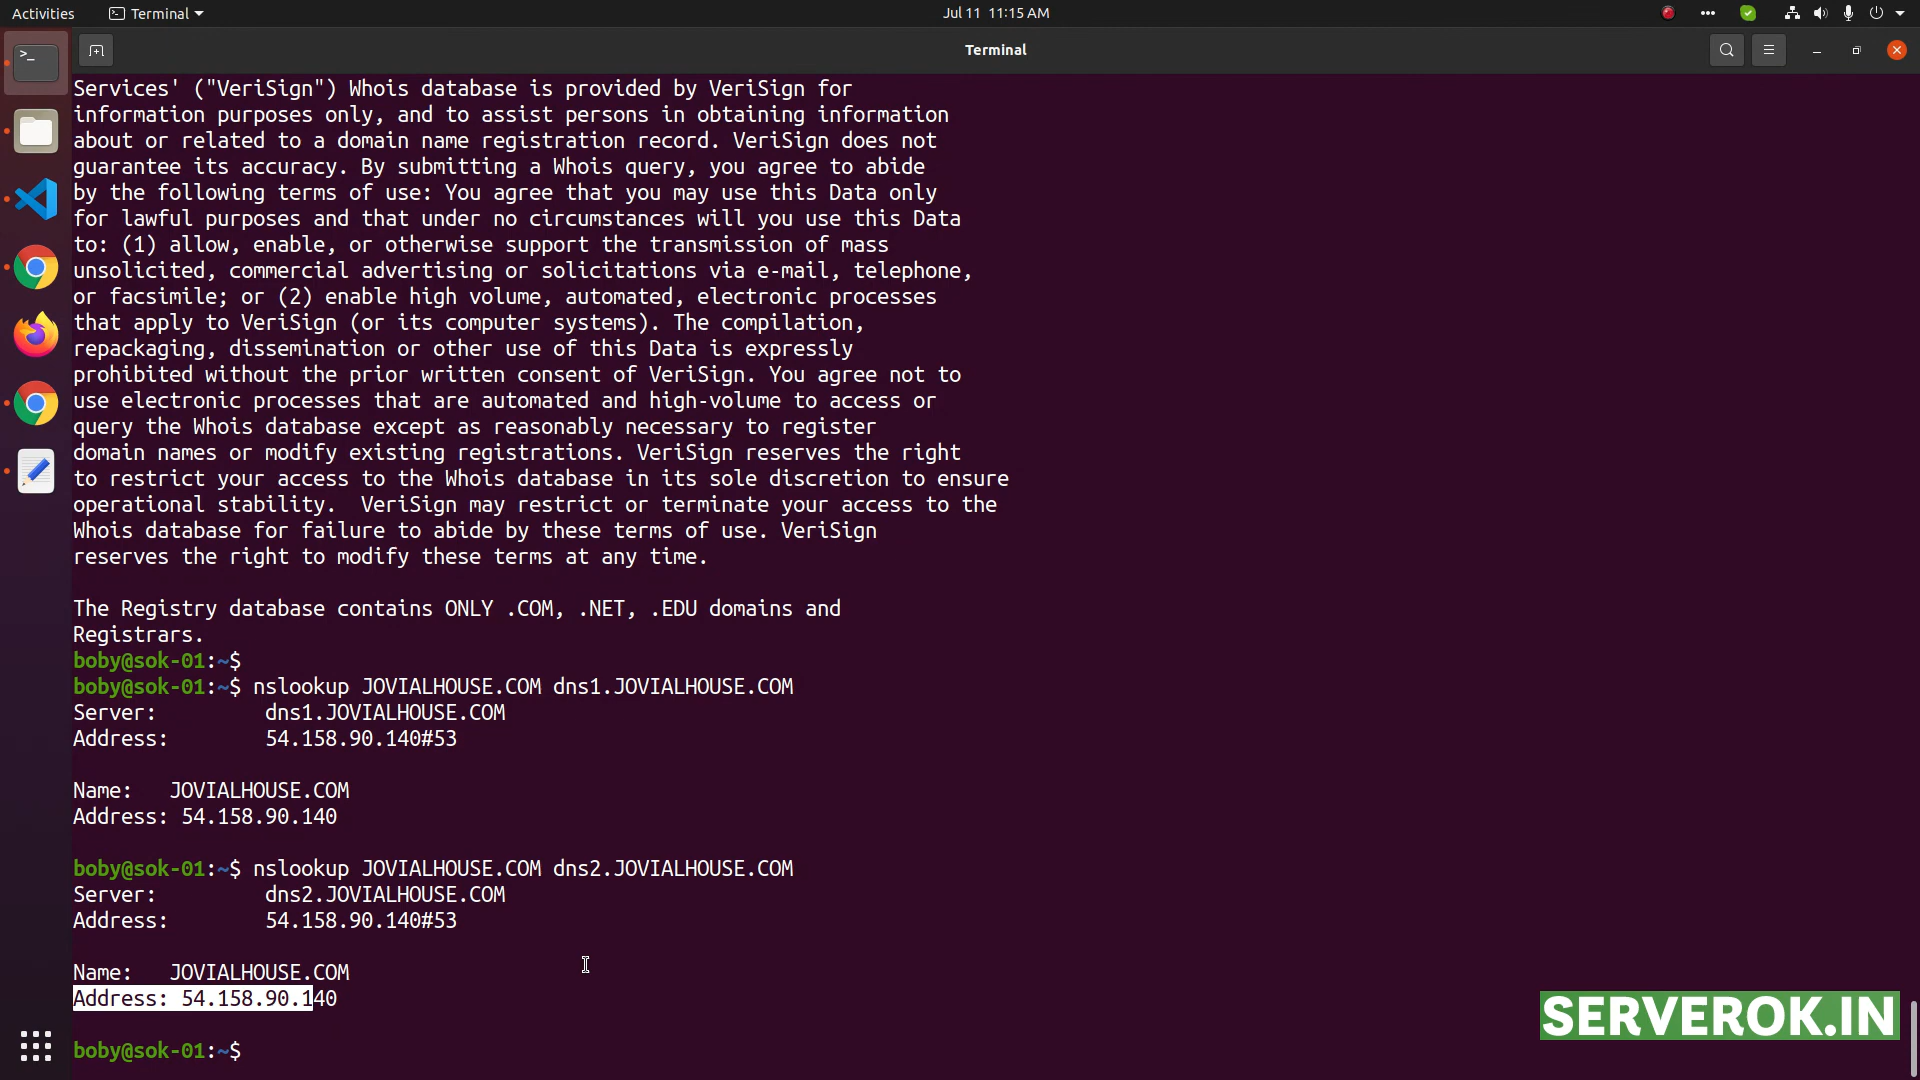 Activities
Terminal
Jul 11 11:15 AM
Terminal
Services' ("VeriSign") Whois database is provided by VeriSign for
information purposes only, and to assist persons in obtaining information
about or related to a domain name registration record. VeriSign does not
guarantee its accuracy. By submitting a Whois query, you agree to abide
by the following terms of use: You agree that you may use this Data only
for lawful purposes and that under no circumstances will you use this Data
to: (1) allow, enable, or otherwise support the transmission of mass
unsolicited, commercial advertising or solicitations via e-mail, telephone,
or facsimile; or (2) enable high volume, automated, electronic processes
that apply to VeriSign (or its computer systems). The compilation,
repackaging, dissemination or other use of this Data is expressly
prohibited without the prior written consent of VeriSign. You agree not to
use electronic processes that are automated and high-volume to access or
query the Whois database except as reasonably necessary to register
domain names or modify existing registrations. VeriSign reserves the right
to restrict your access to the Whois database in its sole discretion to ensure
operational stability.  VeriSign may restrict or terminate your access to the
Whois database for failure to abide by these terms of use. VeriSign
reserves the right to modify these terms at any time.
The Registry database contains ONLY .COM, .NET, .EDU domains and
Registrars.
boby@sok-01:~$
boby@sok-01:~$ nslookup JOVIALHOUSE.COM dns1.JOVIALHOUSE.COM
Server:         dns1.JOVIALHOUSE.COM
Address:        54.158.90.140#53
Name:   JOVIALHOUSE.COM
Address: 54.158.90.140
boby@sok-01:~$ nslookup JOVIALHOUSE.COM dns2.JOVIALHOUSE.COM
Server:         dns2.JOVIALHOUSE.COM
Address:        54.158.90.140#53
Name:   JOVIALHOUSE.COM
Address: 54.158.90.140
boby@sok-01:~$
SERVEROK.IN